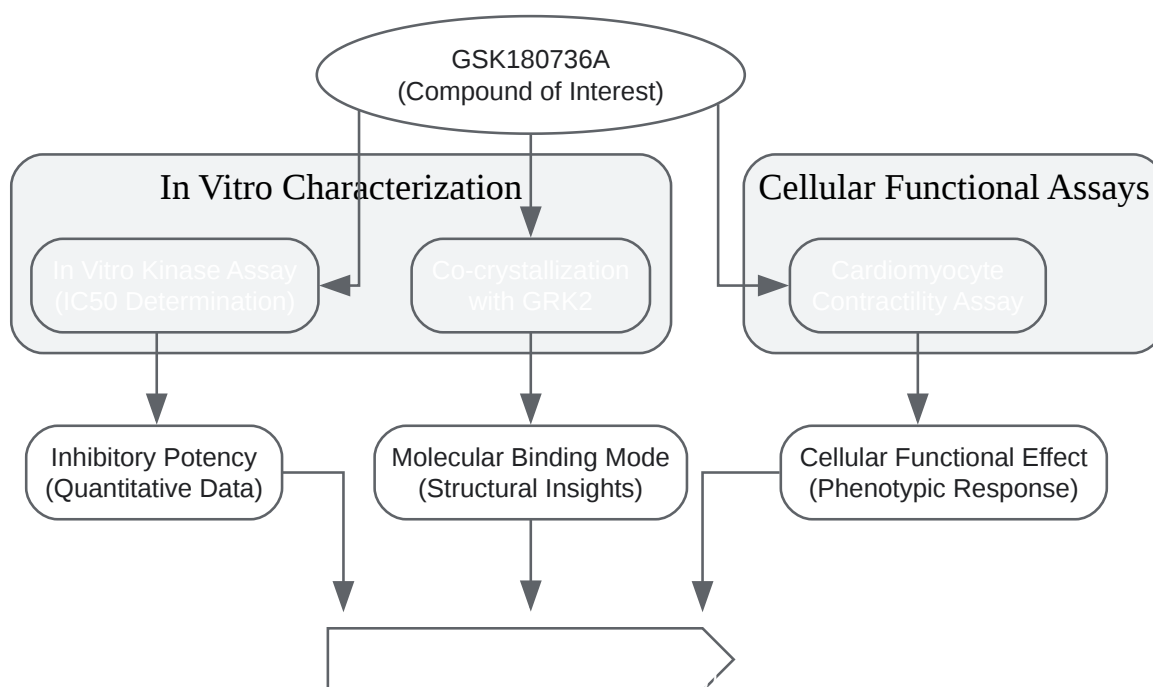 GSK180736A
(Compound of Interest)
In Vitro Characterization
Cellular Functional Assays
In Vitro Kinase Assay
(IC50 Determination)
Co-crystallization
with GRK2
Cardiomyocyte
Contractility Assay
Inhibitory Potency
(Quantitative Data)
Molecular Binding Mode
(Structural Insights)
Cellular Functional Effect
(Phenotypic Response)